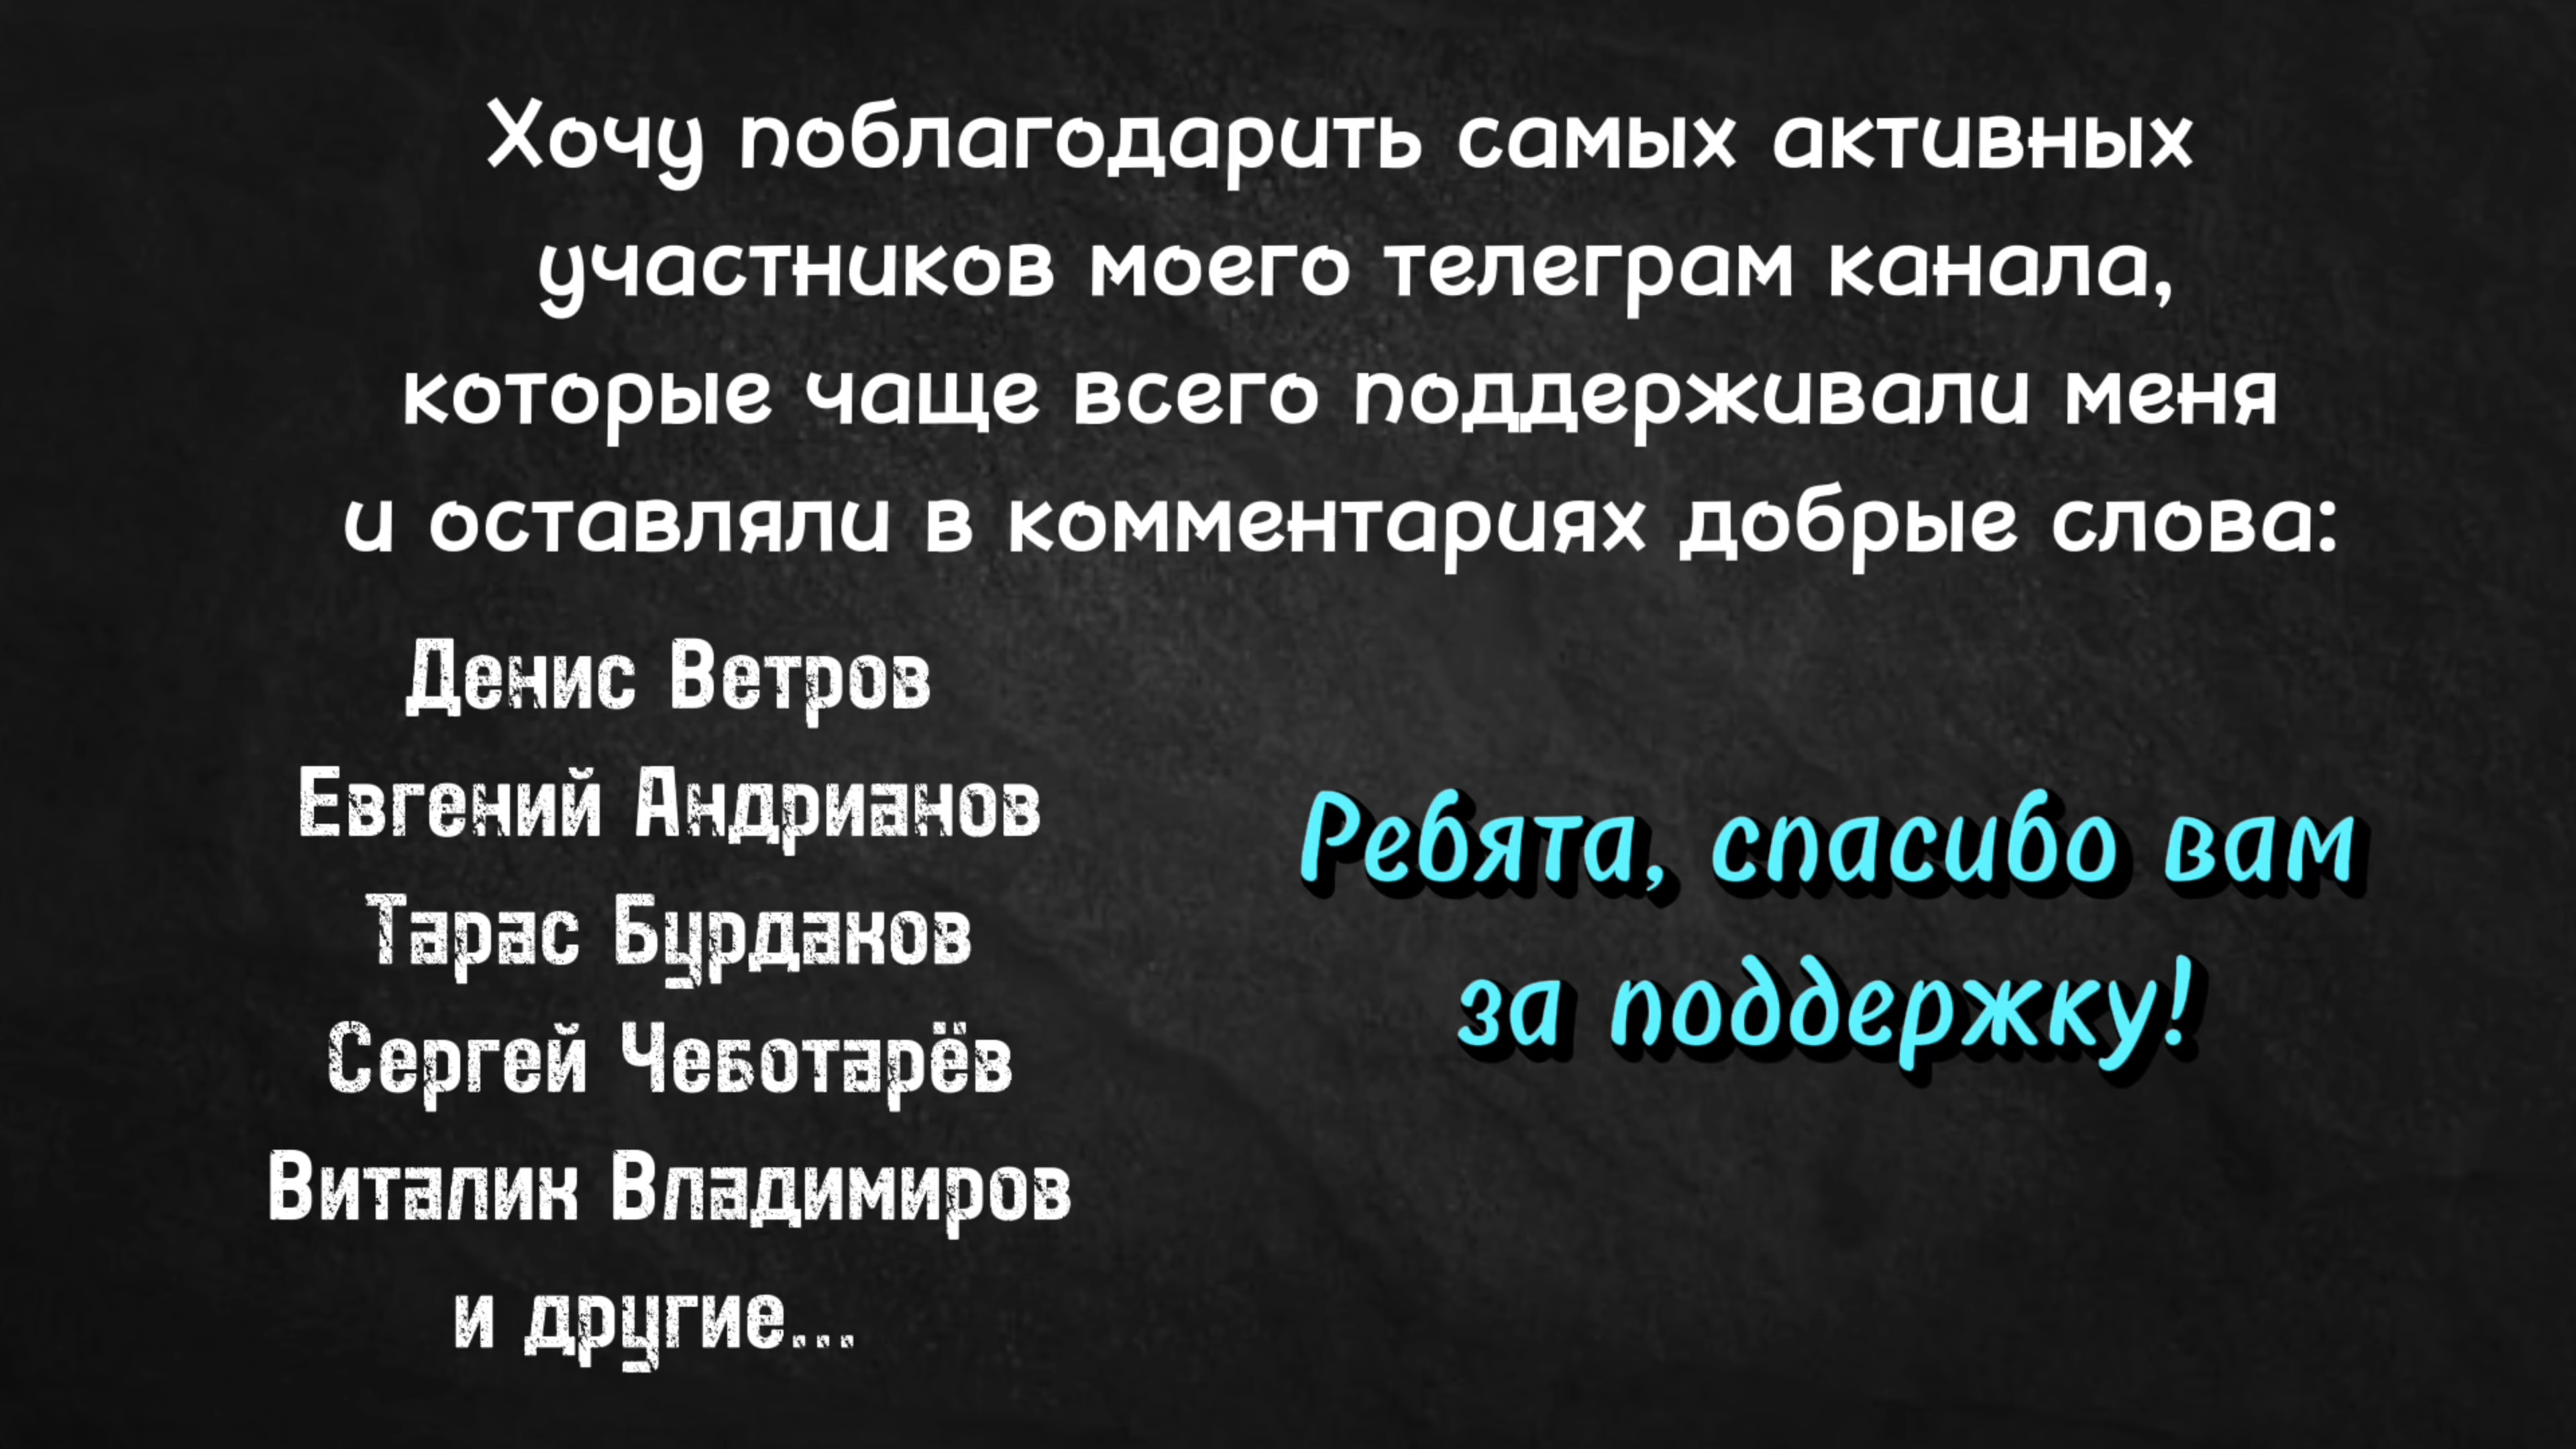 Хочу поблагодарить самых активных
участников моего телеграм канала,
которые чаще всего поддерживали меня
и оставляли в комментариях добрые слова:
Денис Ветров
Евгений Андрианов
Тарас Бурдаков
Сергей Чеботарёв
Виталик Владимиров
и другие...
Ребята, спасибо вам
за поддержку!